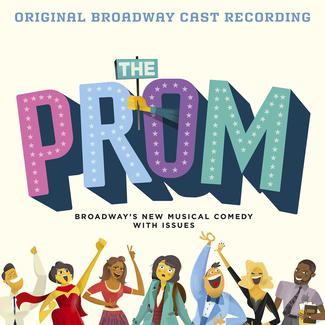 ORIGINAL BROADWAY CAST RECORDING
THE
PROM
BROADWAY'S NEW MUSICAL COMEDY
WITH ISSUES